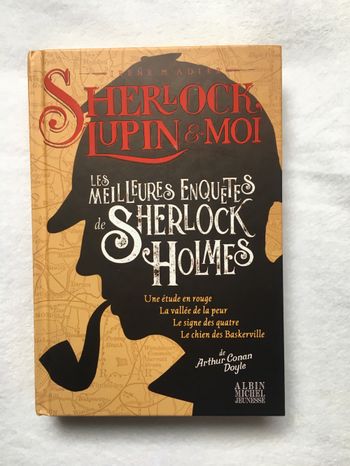 IRENE M. ADLER
SHERLOCK,
LUPIN & MOI
LES
MEILLEURES ENQUÊTES
de SHERLOCK
HOLMES
Une étude en rouge
La vallée de la peur
Le signe des quatre
Le chien des Baskerville
de
Arthur Conan
Doyle
ALBIN
MICHEL
JEUNESSE